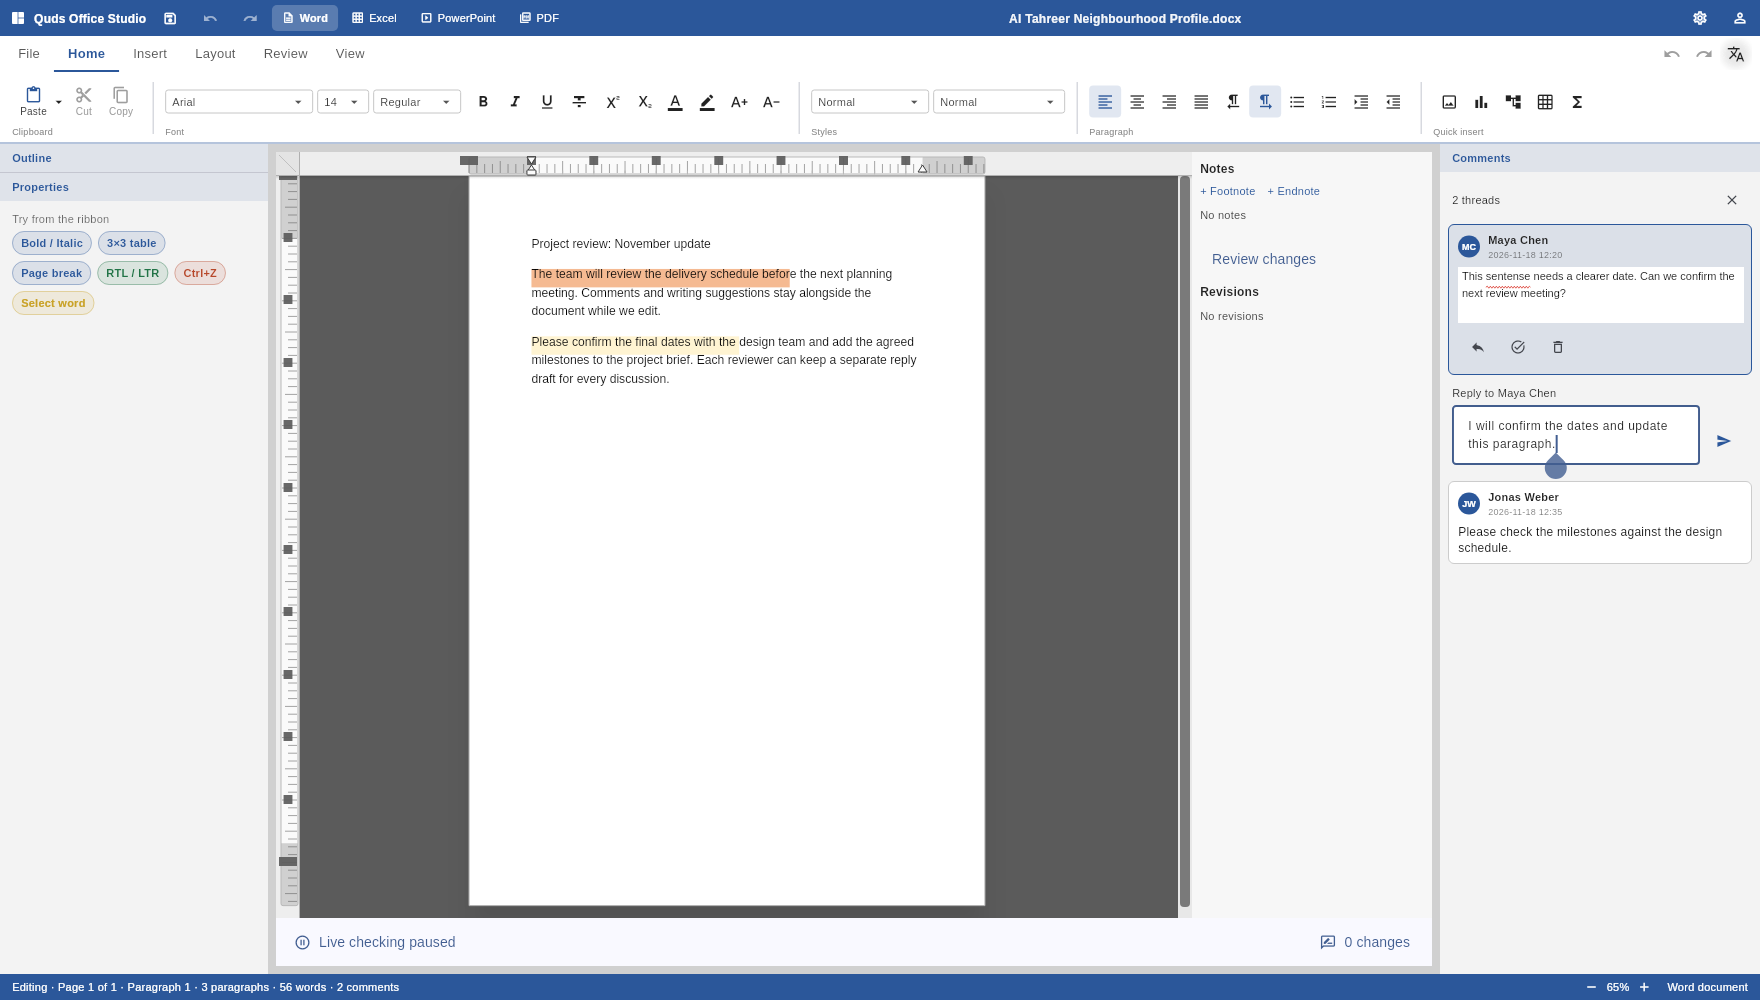 Quds Office Studio
Word
Excel
PowerPoint
PDF
Al Tahreer Neighbourhood Profile.docx
File
Home
Insert
Layout
Review
View
Paste
Cut
Copy
Clipboard
Arial
14
Regular
Font
Normal
Normal
Styles
Paragraph
Quick insert
Outline
Properties
Try from the ribbon
Bold / Italic
3×3 table
Page break
RTL / LTR
Ctrl+Z
Select word
Project review: November update
The team will review the delivery schedule before the next planning
meeting. Comments and writing suggestions stay alongside the
document while we edit.
Please confirm the final dates with the design team and add the agreed
milestones to the project brief. Each reviewer can keep a separate reply
draft for every discussion.
Notes
+ Footnote
+ Endnote
No notes
Review changes
Revisions
No revisions
Comments
2 threads
MC
Maya Chen
2026-11-18 12:20
This sentence needs a clearer date. Can we confirm the
next review meeting?
Reply to Maya Chen
I will confirm the dates and update
this paragraph.
JW
Jonas Weber
2026-11-18 12:35
Please check the milestones against the design
schedule.
Live checking paused
0 changes
Editing · Page 1 of 1 · Paragraph 1 · 3 paragraphs · 56 words · 2 comments
65%
Word document